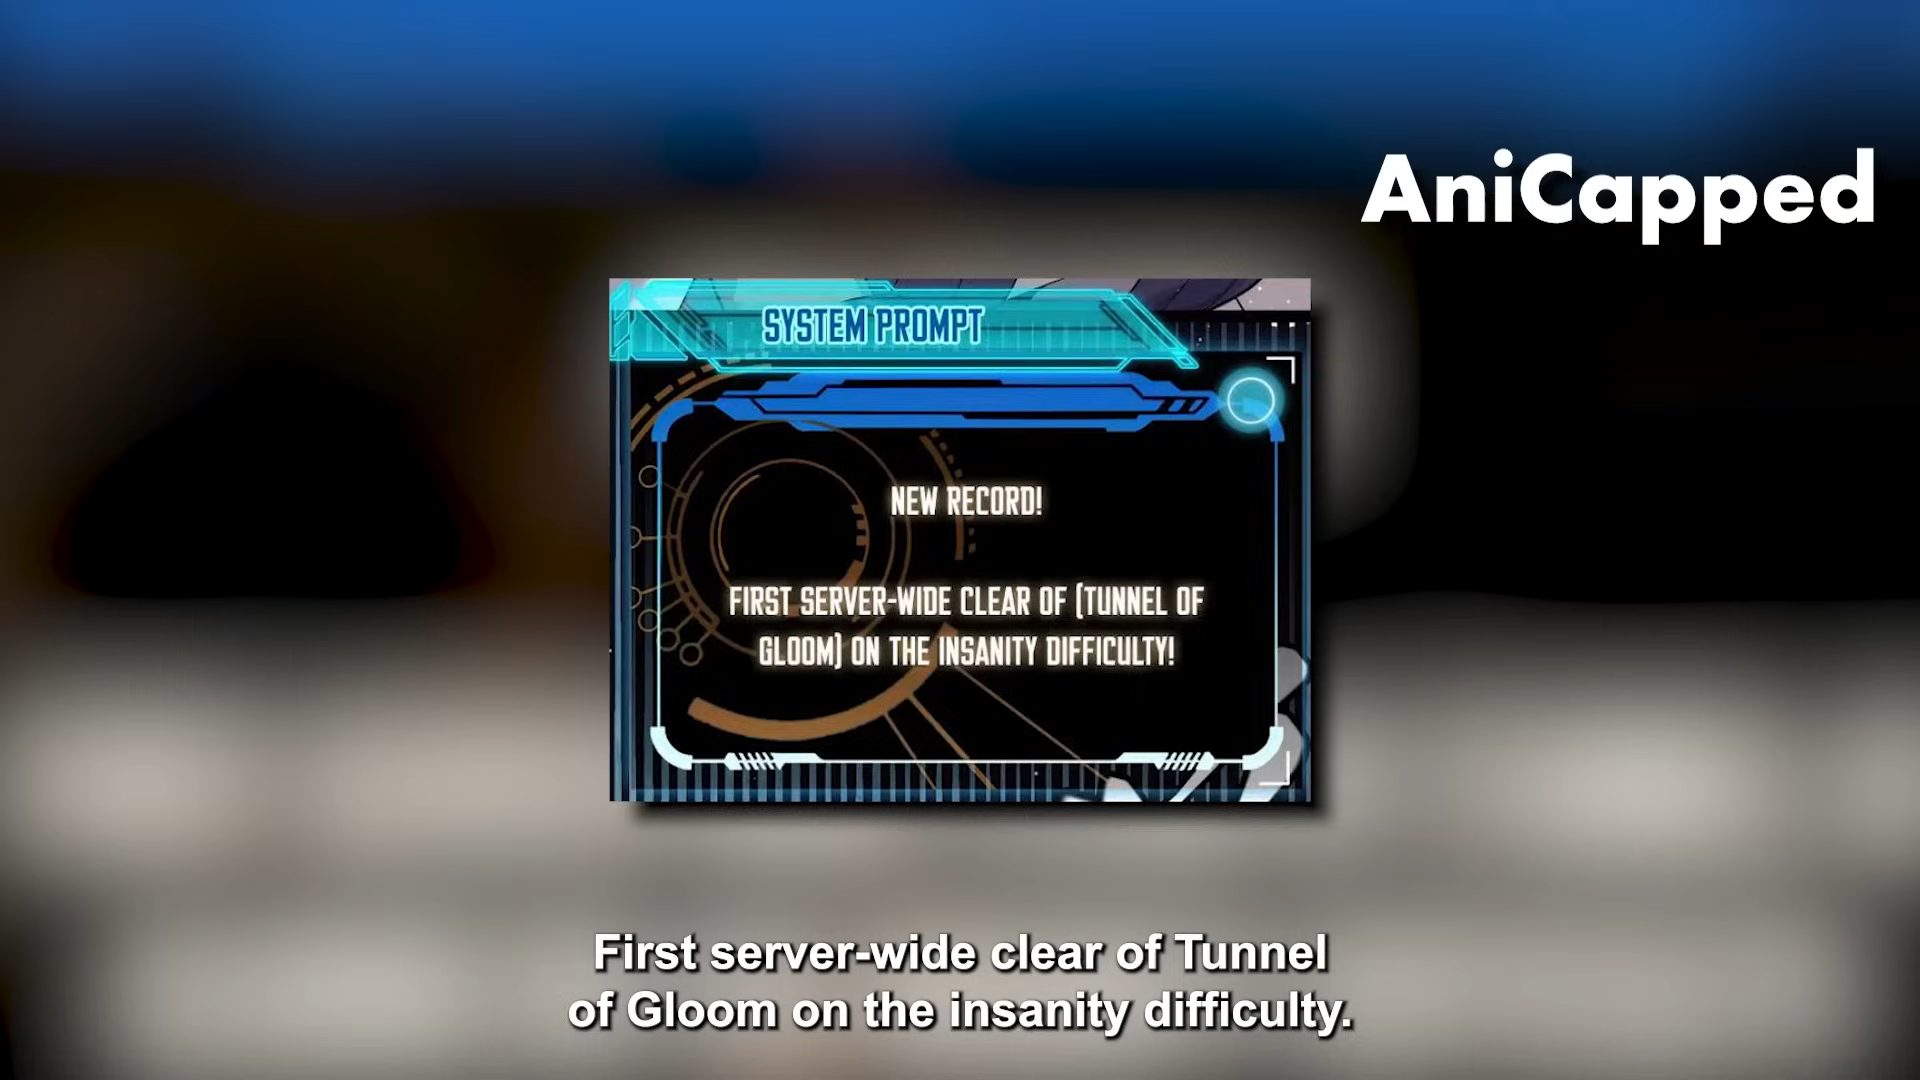 AniCapped
SYSTEM PROMPT
NEW RECORD!
FIRST SERVER-WIDE CLEAR OF [TUNNEL OF
GLOOM] ON THE INSANITY DIFFICULTY!
First server-wide clear of Tunnel
of Gloom on the insanity difficulty.